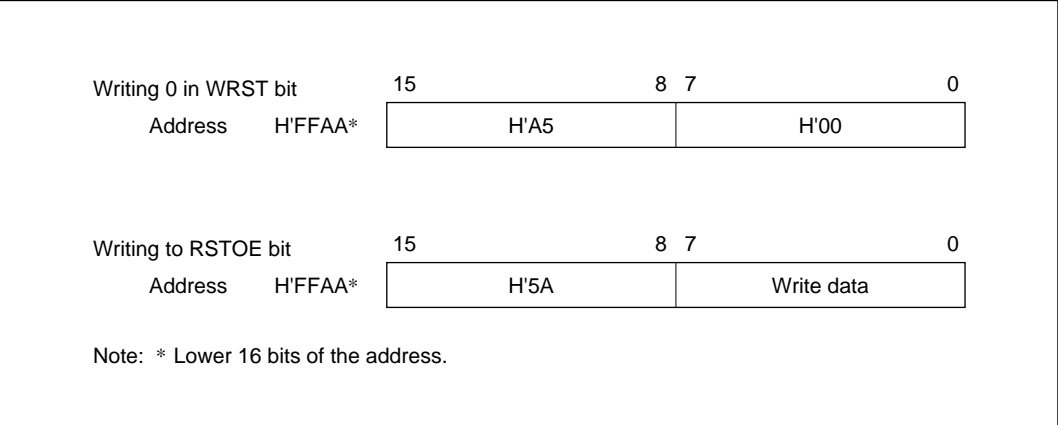 Writing 0 in WRST bit 15 8 7 0
Address H'FFAA* H'A5 H'00
Writing to RSTOE bit 15 8 7 0
Address H'FFAA* H'5A Write data
Note: * Lower 16 bits of the address.